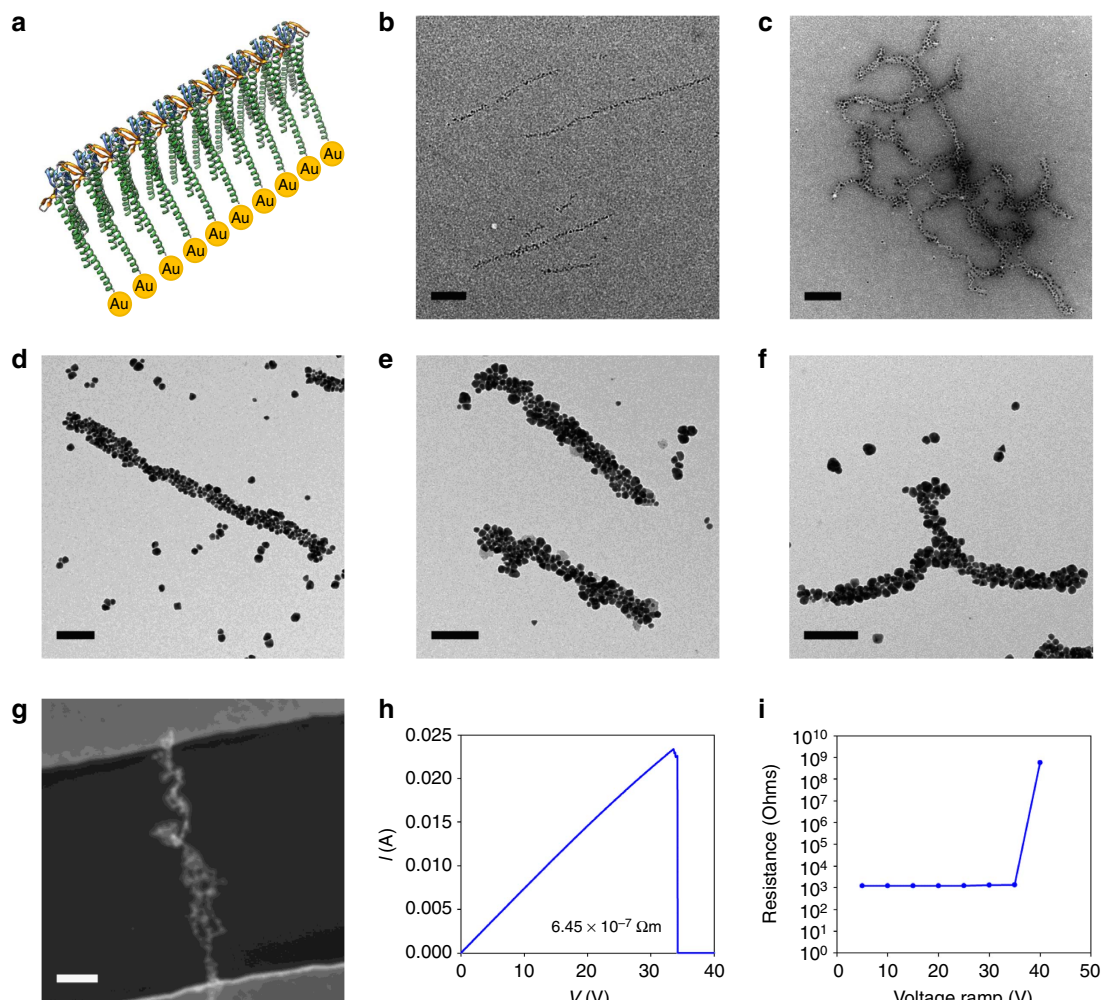 a
b
c
Au
Au
Au
Au
Au
Au
Au
Au
Au
Au
d
e
f
g
h
i
0.025
0.020
0.015
0.010
0.005
0.000
I (A)
6.45 × 10⁻⁷ Ωm
0
10
20
30
40
V (V)
10¹⁰
10⁹
10⁸
10⁷
10⁶
10⁵
10⁴
10³
10²
10¹
10⁰
Resistance (Ohms)
0
10
20
30
40
50
Voltage ramp (V)